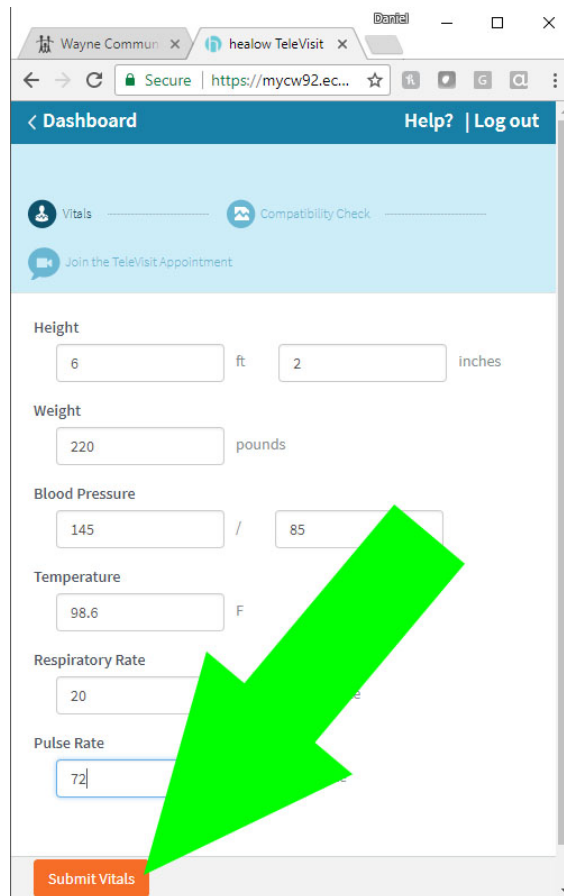 Daniel
Wayne Commun
healow TeleVisit
Secure | https://mycw92.ec...
< Dashboard Help? | Log out
Vitals
Compatibility Check
Join the TeleVisit Appointment
Height
6 ft 2 inches
Weight
220 pounds
Blood Pressure
145 / 85
Temperature
98.6 F
Respiratory Rate
20
Pulse Rate
72
Submit Vitals